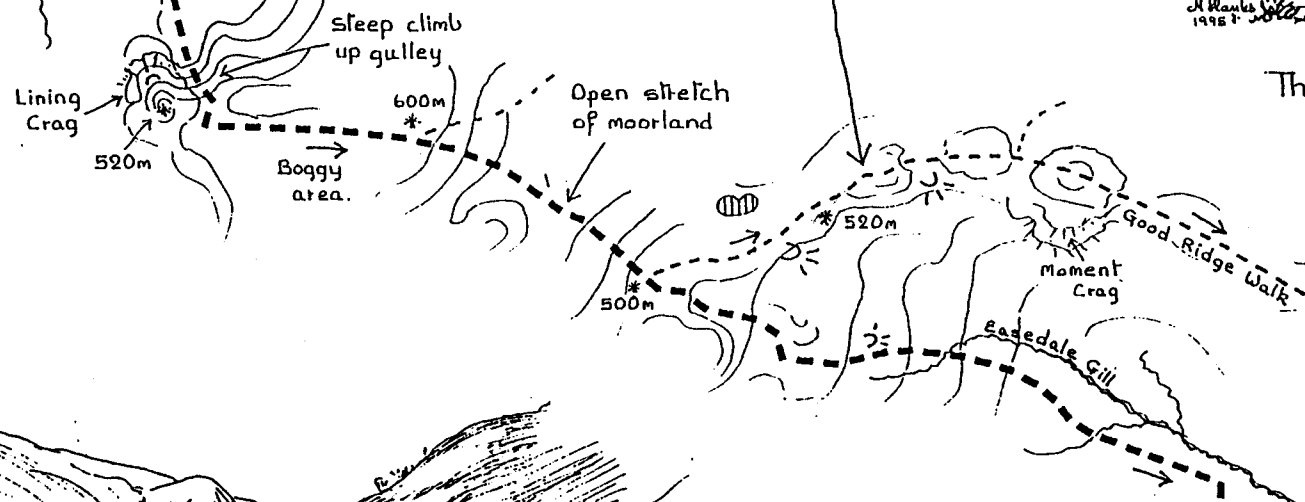 Steep climb
up gulley
Lining
Crag
520m
600m
Boggy
area.
Open stretch
of moorland
500m
520m
Moment
Crag
Good Ridge Walk
Easedale Gill
1995
Th